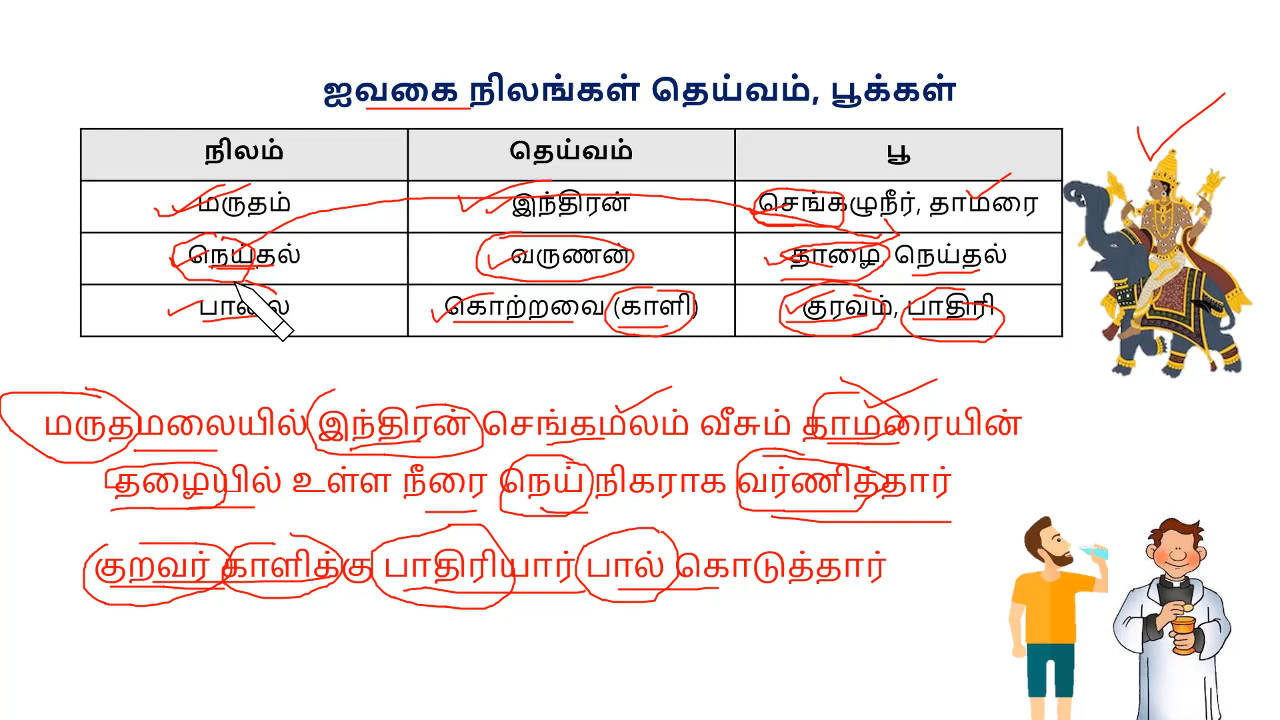 ஐவகை நிலங்கள் தெய்வம், பூக்கள்
நிலம் தெய்வம் பூ
மருதம் இந்திரன் செங்கழுநீர், தாமரை
நெய்தல் வருணன் தாழை, நெய்தல்
பாலை கொற்றவை (காளி) குரவம், பாதிரி
மருதமலையில் இந்திரன் செங்கமலம் வீசும் தாமரையின்
தழையில் உள்ள நீரை நெய் நிகராக வர்ணித்தார்
குறவர் காளிக்கு பாதிரியார் பால் கொடுத்தார்